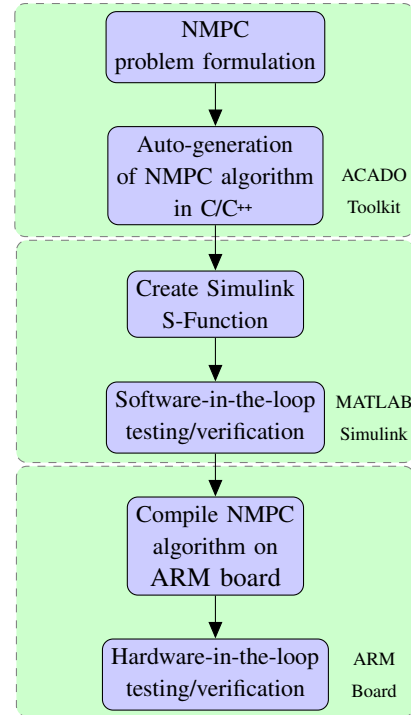 NMPC
problem formulation
Auto-generation
of NMPC algorithm
in C/C++
ACADO
Toolkit
Create Simulink
S-Function
Software-in-the-loop
testing/verification
MATLAB
Simulink
Compile NMPC
algorithm on
ARM board
Hardware-in-the-loop
testing/verification
ARM
Board